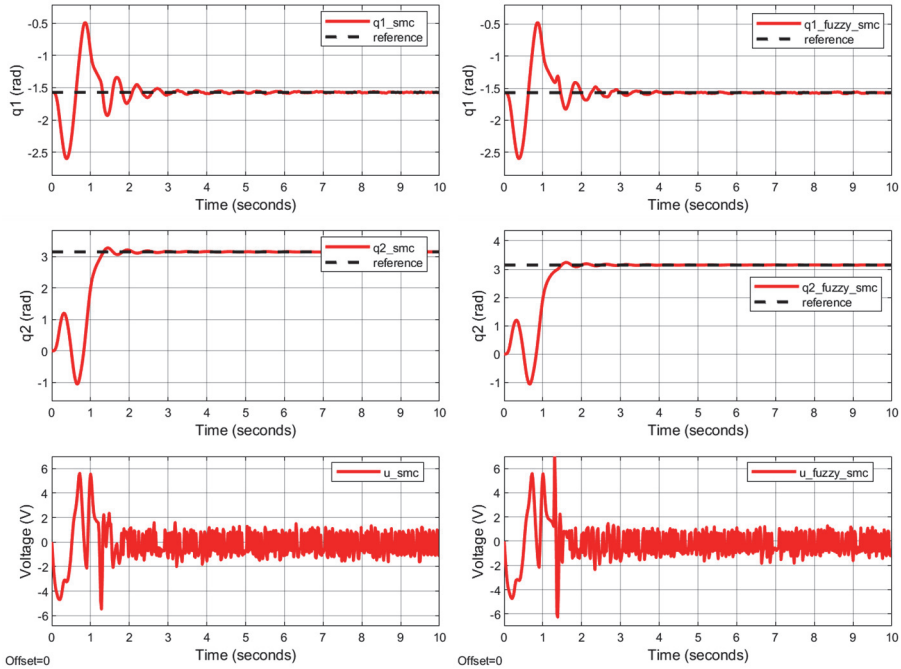 -0.5
-1
-1.5
-2
-2.5
q1 (rad)
q1_smc
reference
0 1 2 3 4 5 6 7 8 9 10
Time (seconds)
-0.5
-1
-1.5
-2
-2.5
q1 (rad)
q1_fuzzy_smc
reference
0 1 2 3 4 5 6 7 8 9 10
Time (seconds)
3
2
1
0
-1
q2 (rad)
q2_smc
reference
0 1 2 3 4 5 6 7 8 9 10
Time (seconds)
4
3
2
1
0
-1
q2 (rad)
q2_fuzzy_smc
reference
0 1 2 3 4 5 6 7 8 9 10
Time (seconds)
6
4
2
0
-2
-4
-6
Voltage (V)
u_smc
0 1 2 3 4 5 6 7 8 9 10
Time (seconds)
Offset=0
6
4
2
0
-2
-4
-6
Voltage (V)
u_fuzzy_smc
0 1 2 3 4 5 6 7 8 9 10
Time (seconds)
Offset=0